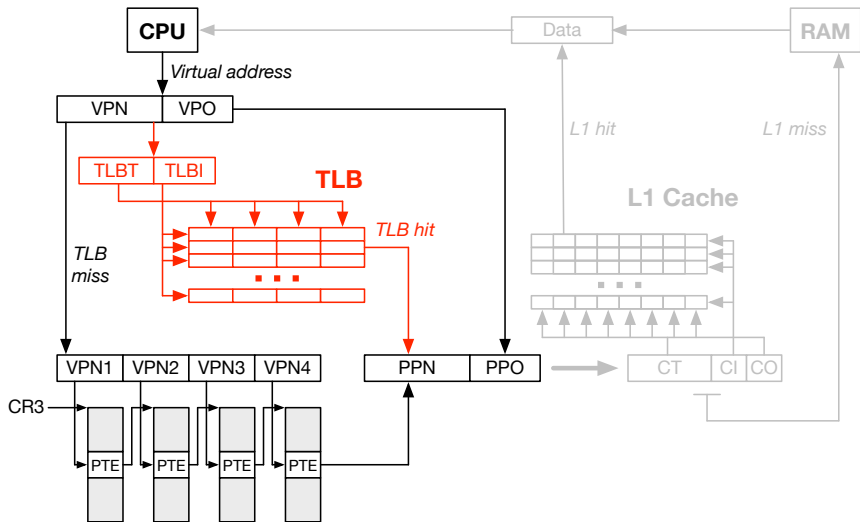 CPU
Data
RAM
Virtual address
VPN VPO
L1 hit
L1 miss
TLBT TLBI
TLB
L1 Cache
TLB hit
TLB
miss
...
...
VPN1 VPN2 VPN3 VPN4
PPN PPO
CT CI CO
CR3
PTE PTE PTE PTE